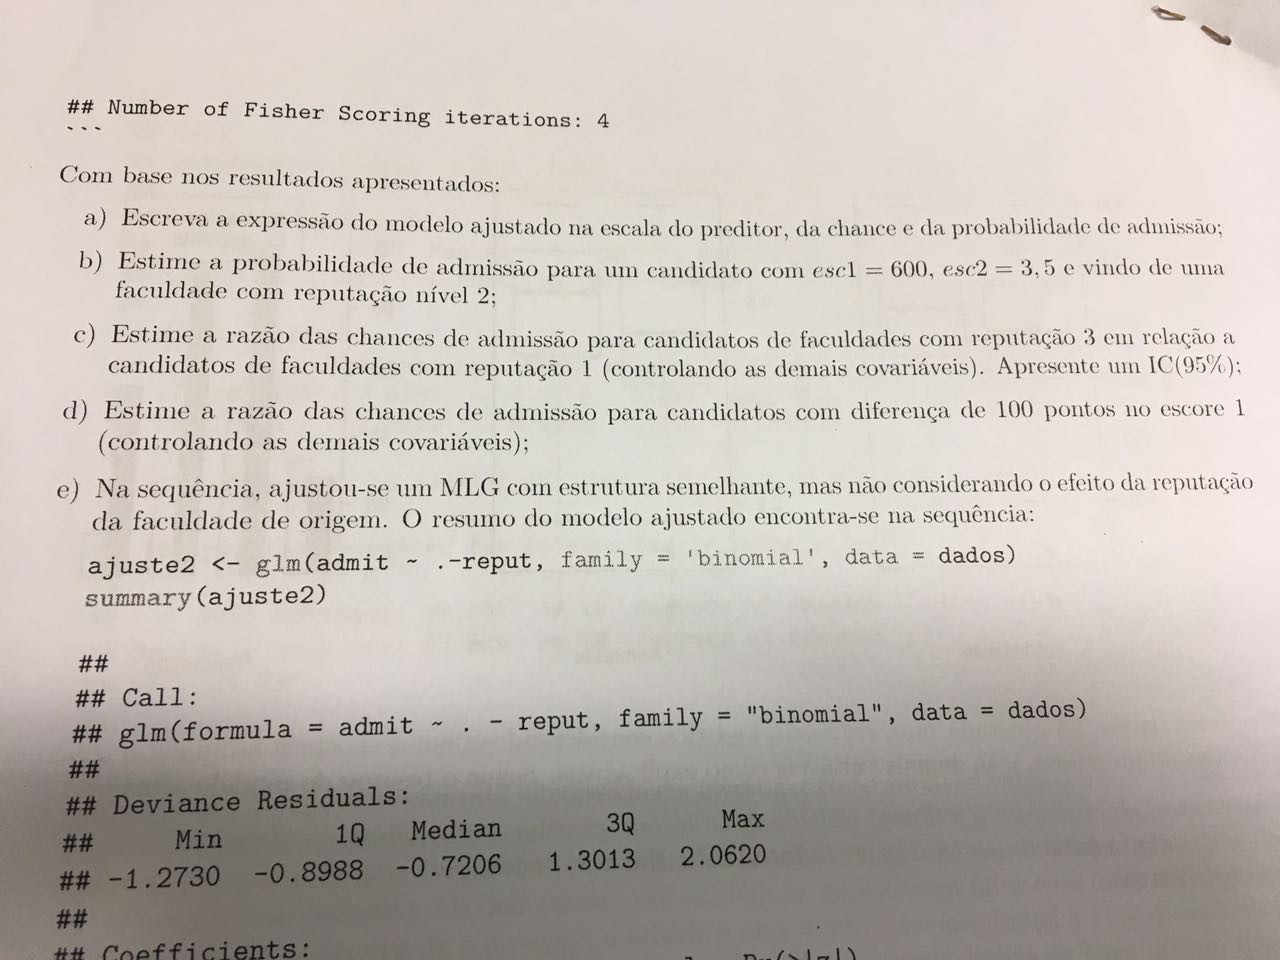 ## Number of Fisher Scoring iterations: 4
```
Com base nos resultados apresentados:
a) Escreva a expressão do modelo ajustado na escala do preditor, da chance e da probabilidade de admissão;
b) Estime a probabilidade de admissão para um candidato com esc1 = 600, esc2 = 3,5 e vindo de uma
faculdade com reputação nível 2;
c) Estime a razão das chances de admissão para candidatos de faculdades com reputação 3 em relação a
candidatos de faculdades com reputação 1 (controlando as demais covariáveis). Apresente um IC(95%);
d) Estime a razão das chances de admissão para candidatos com diferença de 100 pontos no escore 1
(controlando as demais covariáveis);
e) Na sequência, ajustou-se um MLG com estrutura semelhante, mas não considerando o efeito da reputação
da faculdade de origem. O resumo do modelo ajustado encontra-se na sequência:
ajuste2 <- glm(admit ~ .-reput, family = 'binomial', data = dados)
summary(ajuste2)
##
## Call:
## glm(formula = admit ~ . - reput, family = "binomial", data = dados)
##
## Deviance Residuals:
## Min 1Q Median 3Q Max
## -1.2730 -0.8988 -0.7206 1.3013 2.0620
##
## Coefficients:
Pr(>|z|)